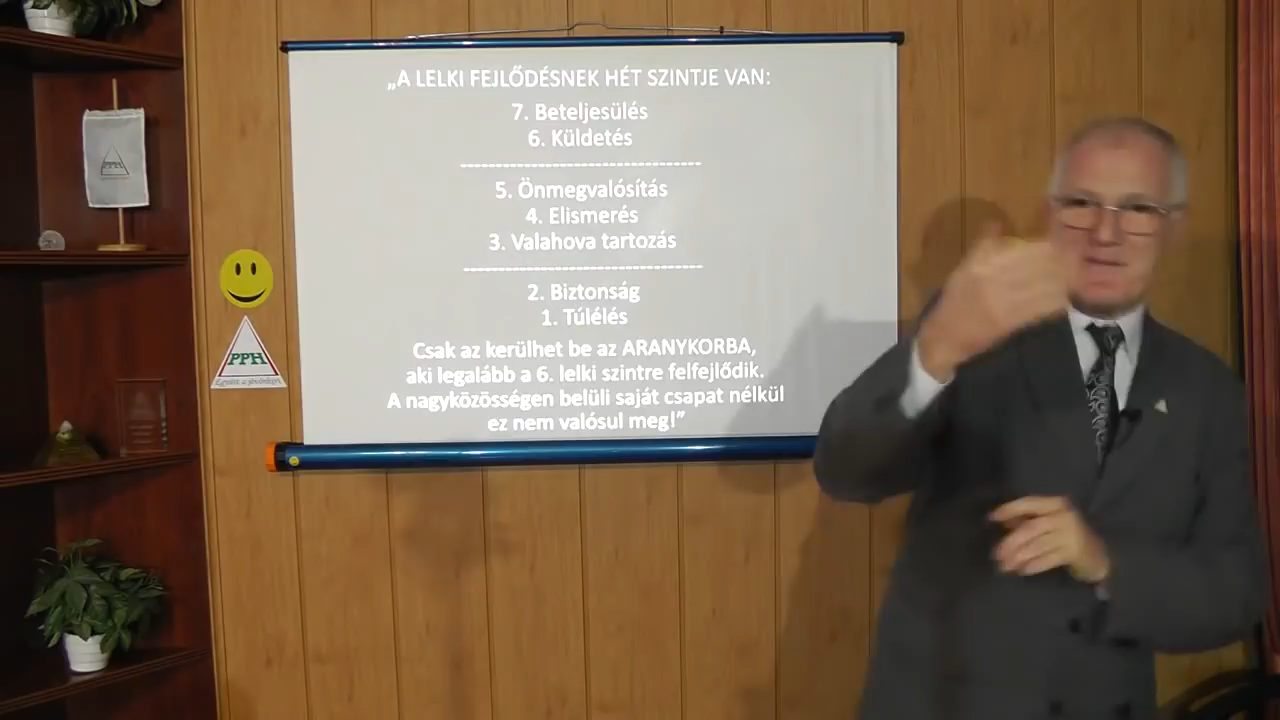 „A LELKI FEJLŐDÉSNEK HÉT SZINTJE VAN:
7. Beteljesülés
6. Küldetés
--------------------------------
5. Önmegvalósítás
4. Elismerés
3. Valahova tartozás
--------------------------------
2. Biztonság
1. Túlélés
Csak az kerülhet be az ARANYKORBA,
aki legalább a 6. lelki szintre felfejlődik.
A nagyközösségen belüli saját csapat nélkül
ez nem valósul meg!”
PPH